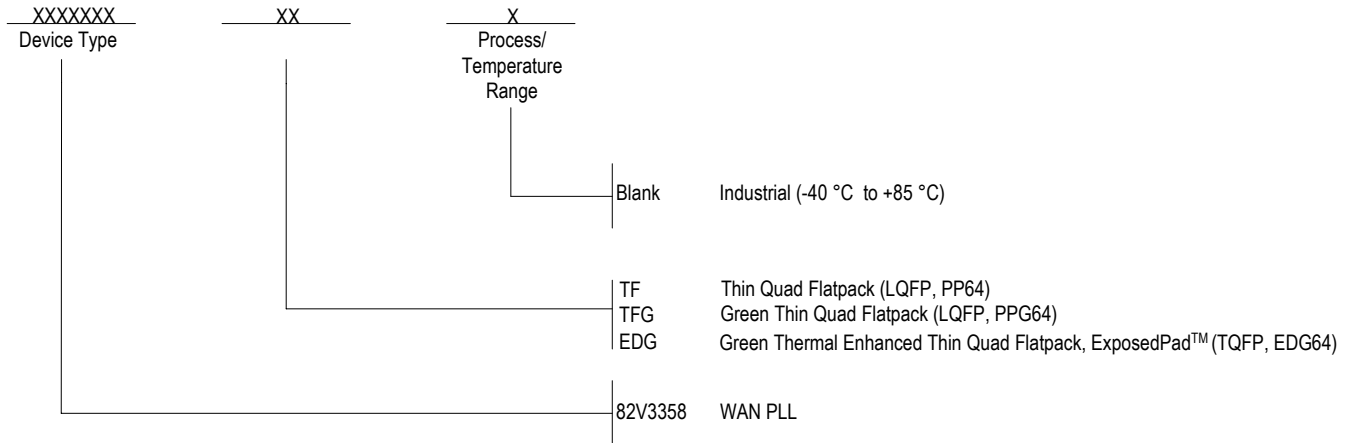 XXXXXXX XX X
Device Type Process/
Temperature
Range
Blank Industrial (-40 °C to +85 °C)
TF Thin Quad Flatpack (LQFP, PP64)
TFG Green Thin Quad Flatpack (LQFP, PPG64)
EDG Green Thermal Enhanced Thin Quad Flatpack, ExposedPad™ (TQFP, EDG64)
82V3358 WAN PLL